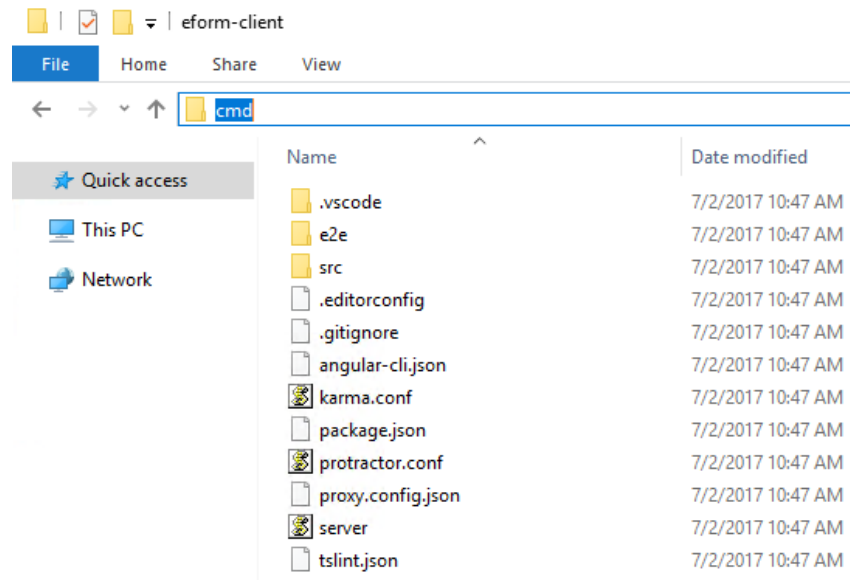 eform-client
File Home Share View
cmd
Name Date modified
Quick access
This PC
Network
.vscode 7/2/2017 10:47 AM
e2e 7/2/2017 10:47 AM
src 7/2/2017 10:47 AM
.editorconfig 7/2/2017 10:47 AM
.gitignore 7/2/2017 10:47 AM
angular-cli.json 7/2/2017 10:47 AM
karma.conf 7/2/2017 10:47 AM
package.json 7/2/2017 10:47 AM
protractor.conf 7/2/2017 10:47 AM
proxy.config.json 7/2/2017 10:47 AM
server 7/2/2017 10:47 AM
tslint.json 7/2/2017 10:47 AM